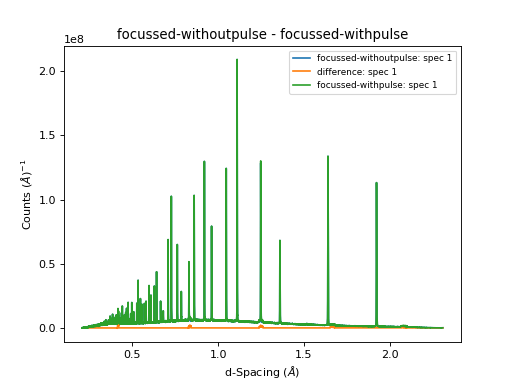 focussed-withoutpulse - focussed-withpulse
1e8
focussed-withoutpulse: spec 1
difference: spec 1
focussed-withpulse: spec 1
2.0
1.5
1.0
0.5
0.0
Counts (Å)⁻¹
0.5 1.0 1.5 2.0
d-Spacing (Å)